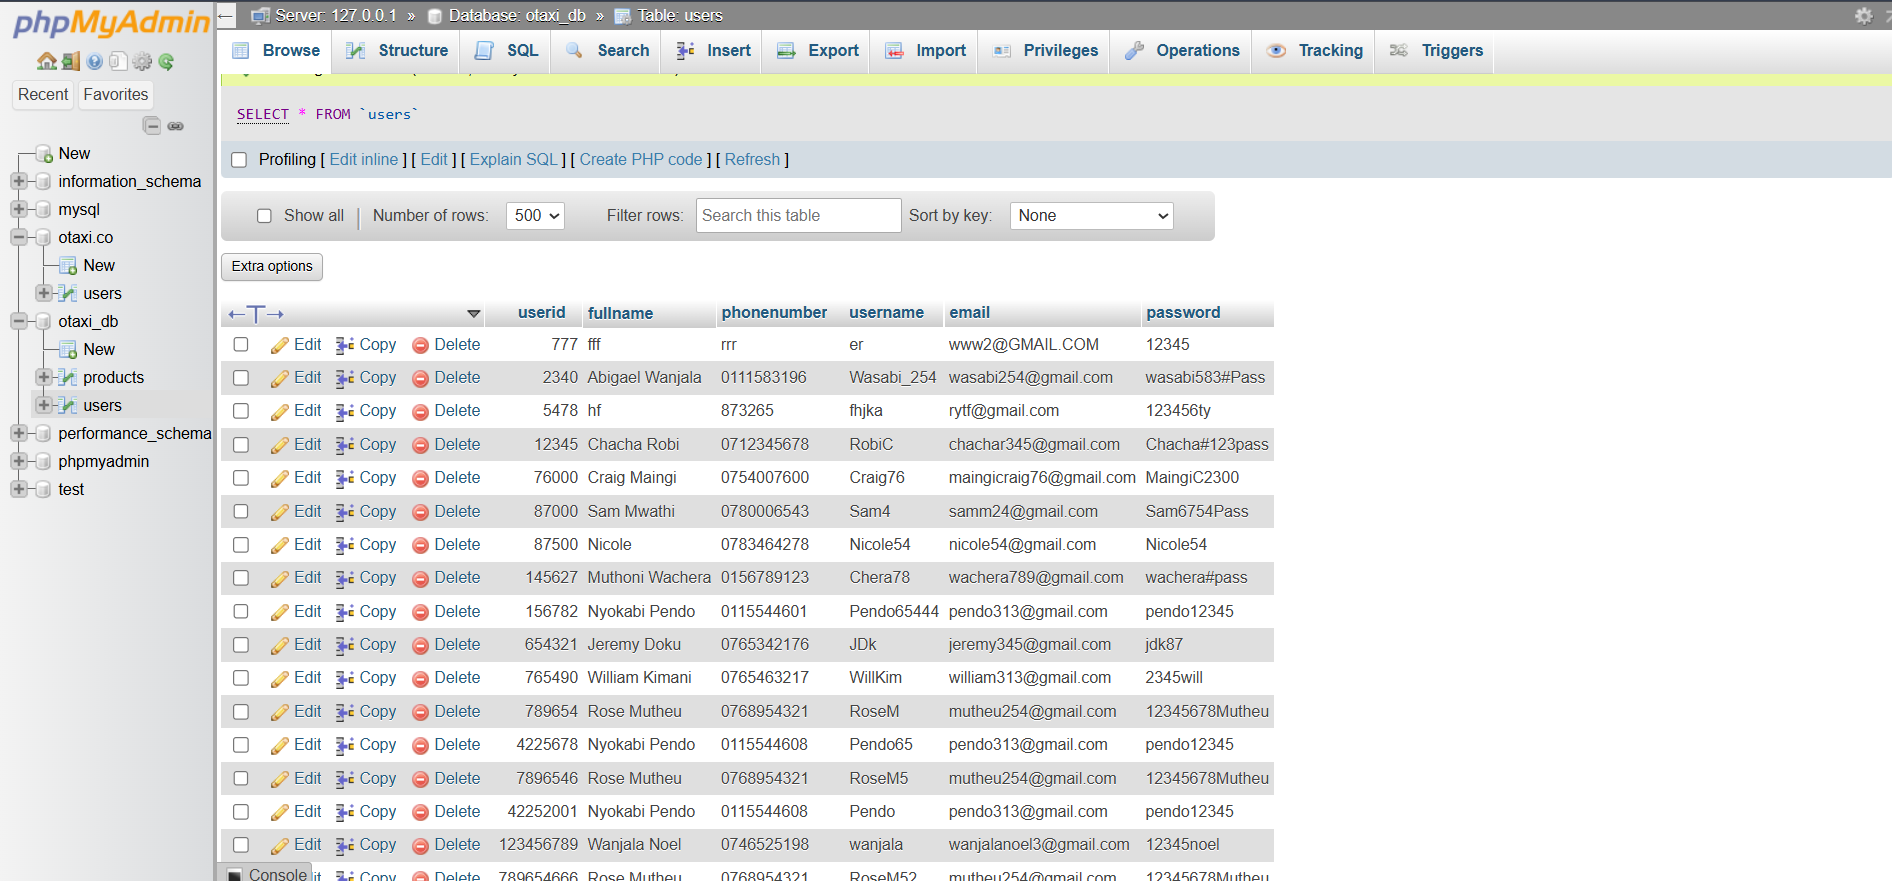 phpMyAdmin
Recent Favorites
New
information_schema
mysql
otaxi.co
New
users
otaxi_db
New
products
users
performance_schema
phpmyadmin
test
Server: 127.0.0.1 » Database: otaxi_db » Table: users
Browse Structure SQL Search Insert Export Import Privileges Operations Tracking Triggers
SELECT * FROM `users`
Profiling [ Edit inline ] [ Edit ] [ Explain SQL ] [ Create PHP code ] [ Refresh ]
Show all | Number of rows: 500 Filter rows: Search this table Sort by key: None
Extra options
←T→ userid fullname phonenumber username email password
Edit Copy Delete 777 fff rrr er www2@GMAIL.COM 12345
Edit Copy Delete 2340 Abigael Wanjala 0111583196 Wasabi_254 wasabi254@gmail.com wasabi583#Pass
Edit Copy Delete 5478 hf 873265 fhjka rytf@gmail.com 123456ty
Edit Copy Delete 12345 Chacha Robi 0712345678 RobiC chachar345@gmail.com Chacha#123pass
Edit Copy Delete 76000 Craig Maingi 0754007600 Craig76 maingicraig76@gmail.com MaingiC2300
Edit Copy Delete 87000 Sam Mwathi 0780006543 Sam4 samm24@gmail.com Sam6754Pass
Edit Copy Delete 87500 Nicole 0783464278 Nicole54 nicole54@gmail.com Nicole54
Edit Copy Delete 145627 Muthoni Wachera 0156789123 Chera78 wachera789@gmail.com wachera#pass
Edit Copy Delete 156782 Nyokabi Pendo 0115544601 Pendo65444 pendo313@gmail.com pendo12345
Edit Copy Delete 654321 Jeremy Doku 0765342176 JDk jeremy345@gmail.com jdk87
Edit Copy Delete 765490 William Kimani 0765463217 WillKim william313@gmail.com 2345will
Edit Copy Delete 789654 Rose Mutheu 0768954321 RoseM mutheu254@gmail.com 12345678Mutheu
Edit Copy Delete 4225678 Nyokabi Pendo 0115544608 Pendo65 pendo313@gmail.com pendo12345
Edit Copy Delete 7896546 Rose Mutheu 0768954321 RoseM5 mutheu254@gmail.com 12345678Mutheu
Edit Copy Delete 42252001 Nyokabi Pendo 0115544608 Pendo pendo313@gmail.com pendo12345
Edit Copy Delete 123456789 Wanjala Noel 0746525198 wanjala wanjalanoel3@gmail.com 12345noel
Console Copy Delete 789654666 Rose Mutheu 0768954321 RoseM52 mutheu254@gmail.com 12345678Mutheu